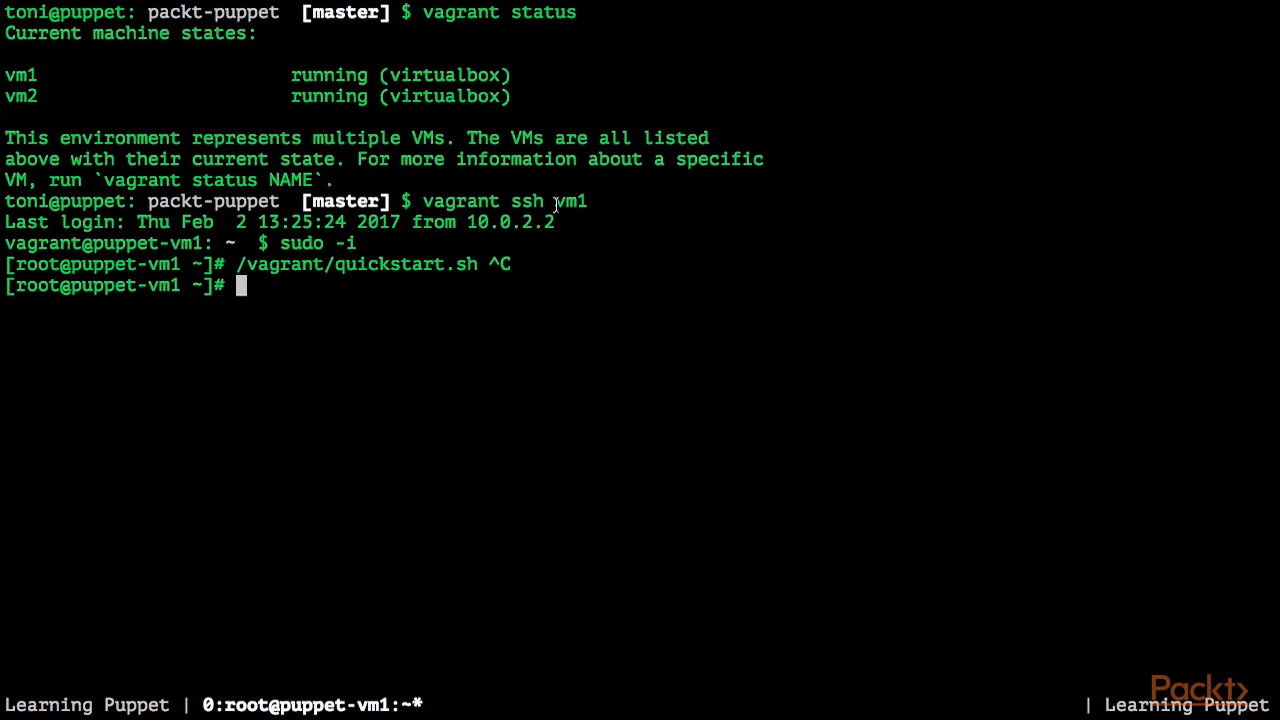 toni@puppet: packt-puppet  [master] $ vagrant status
Current machine states:
vm1                       running (virtualbox)
vm2                       running (virtualbox)
This environment represents multiple VMs. The VMs are all listed
above with their current state. For more information about a specific
VM, run `vagrant status NAME`.
toni@puppet: packt-puppet  [master] $ vagrant ssh vm1
Last login: Thu Feb  2 13:25:24 2017 from 10.0.2.2
vagrant@puppet-vm1: ~  $ sudo -i
[root@puppet-vm1 ~]# /vagrant/quickstart.sh ^C
[root@puppet-vm1 ~]#
Packt>
Learning Puppet | 0:root@puppet-vm1:~* | Learning Puppet